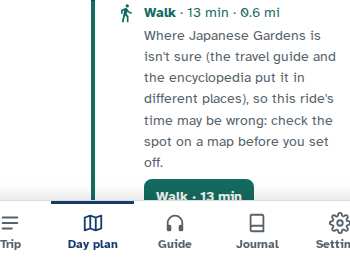 Walk · 13 min · 0.6 mi
Where Japanese Gardens is
isn't sure (the travel guide and
the encyclopedia put it in
different places), so this ride's
time may be wrong: check the
spot on a map before you set
off.
Walk · 13 min
Trip
Day plan
Guide
Journal